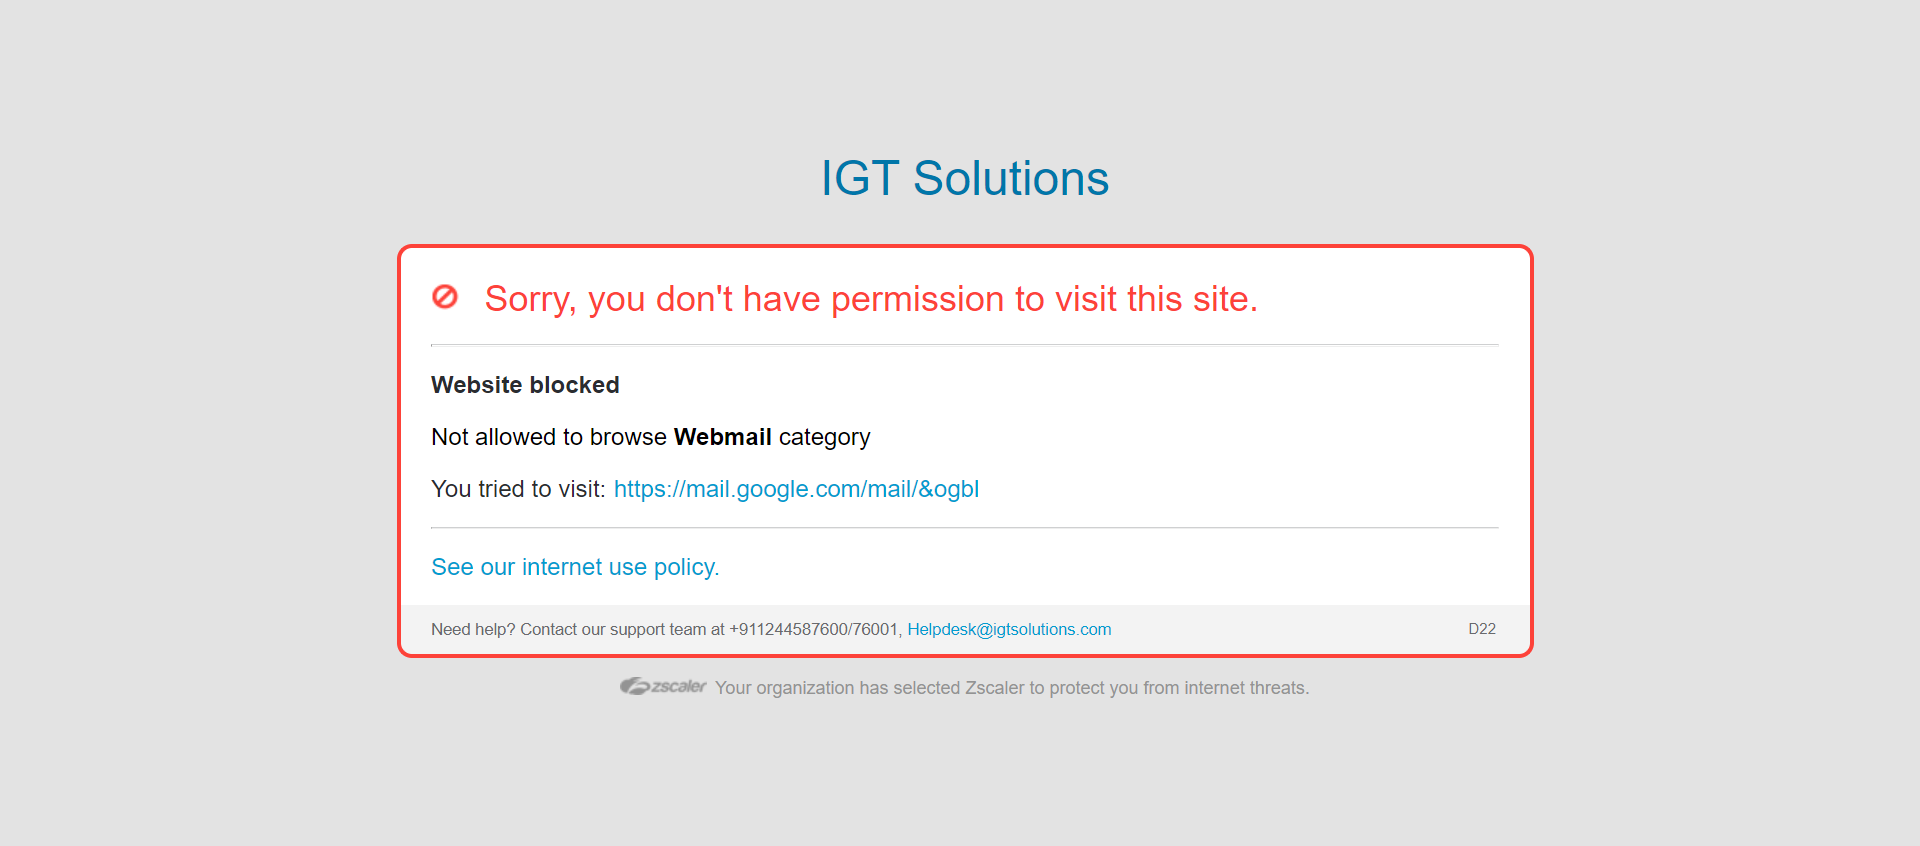 IGT Solutions
Sorry, you don't have permission to visit this site.
Website blocked
Not allowed to browse Webmail category
You tried to visit: https://mail.google.com/mail/&ogbl
See our internet use policy.
Need help? Contact our support team at +911244587600/76001, Helpdesk@igtsolutions.com D22
zscaler Your organization has selected Zscaler to protect you from internet threats.